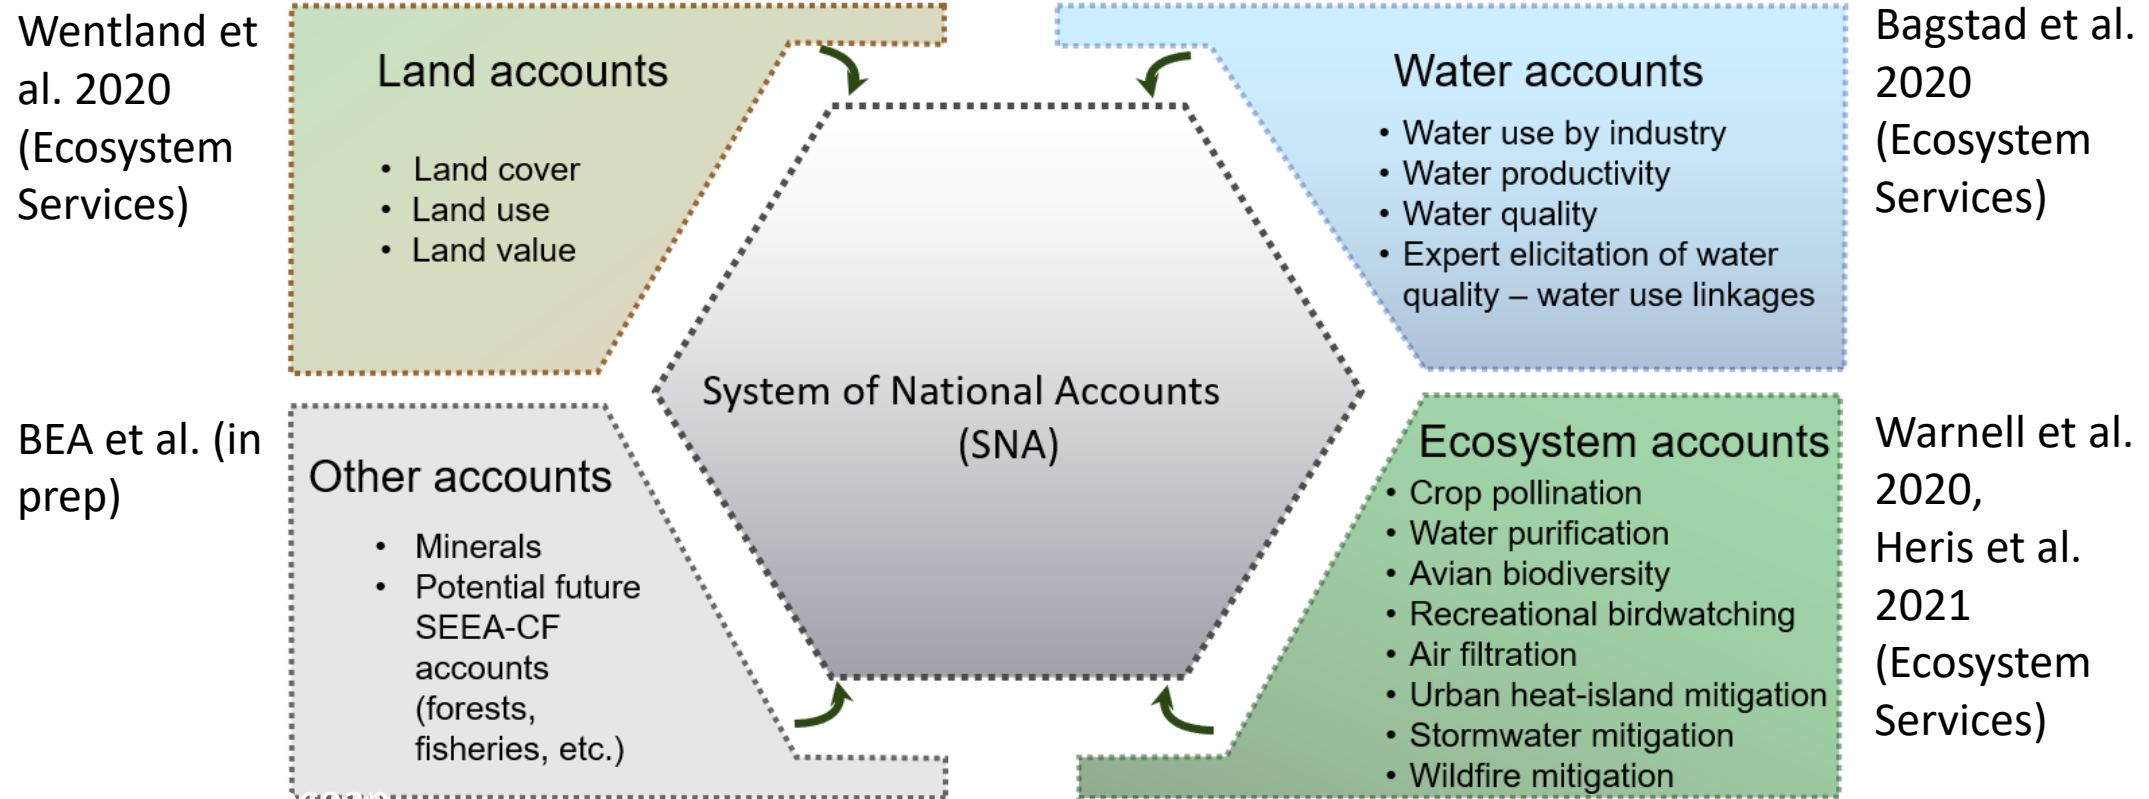 Wentland et
al. 2020
(Ecosystem
Services)
Land accounts
• Land cover
• Land use
• Land value
Water accounts
• Water use by industry
• Water productivity
• Water quality
• Expert elicitation of water
quality – water use linkages
Bagstad et al.
2020
(Ecosystem
Services)
System of National Accounts
(SNA)
BEA et al. (in
prep)
Other accounts
• Minerals
• Potential future
SEEA-CF
accounts
(forests,
fisheries, etc.)
Ecosystem accounts
• Crop pollination
• Water purification
• Avian biodiversity
• Recreational birdwatching
• Air filtration
• Urban heat-island mitigation
• Stormwater mitigation
• Wildfire mitigation
Warnell et al.
2020,
Heris et al.
2021
(Ecosystem
Services)